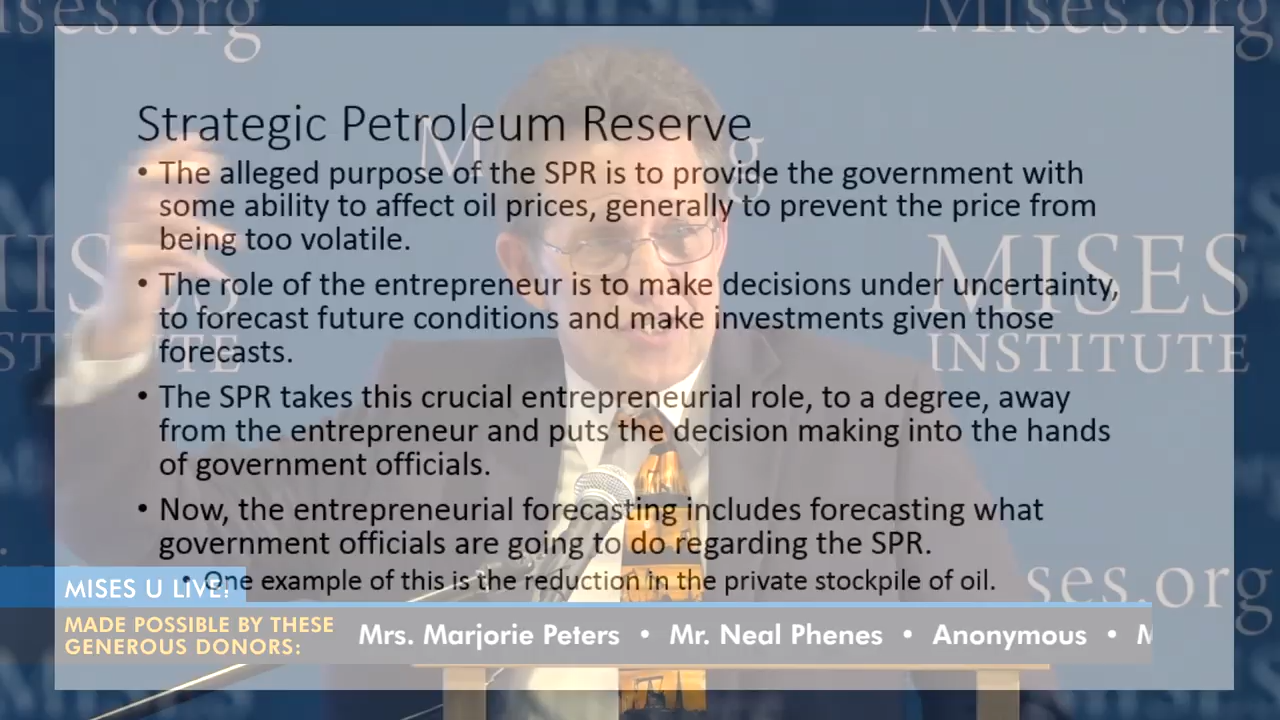 ises.org
Mises.org
Strategic Petroleum Reserve
M
g
• The alleged purpose of the SPR is to provide the government with
some ability to affect oil prices, generally to prevent the price from
being too volatile.
• The role of the entrepreneur is to make decisions under uncertainty,
to forecast future conditions and make investments given those
forecasts.
MISES
INSTITUTE
• The SPR takes this crucial entrepreneurial role, to a degree, away
from the entrepreneur and puts the decision making into the hands
of government officials.
• Now, the entrepreneurial forecasting includes forecasting what
government officials are going to do regarding the SPR.
• One example of this is the reduction in the private stockpile of oil.
ses.org
MISES U LIVE!
MADE POSSIBLE BY THESE
GENEROUS DONORS:
Mrs. Marjorie Peters • Mr. Neal Phenes • Anonymous • M